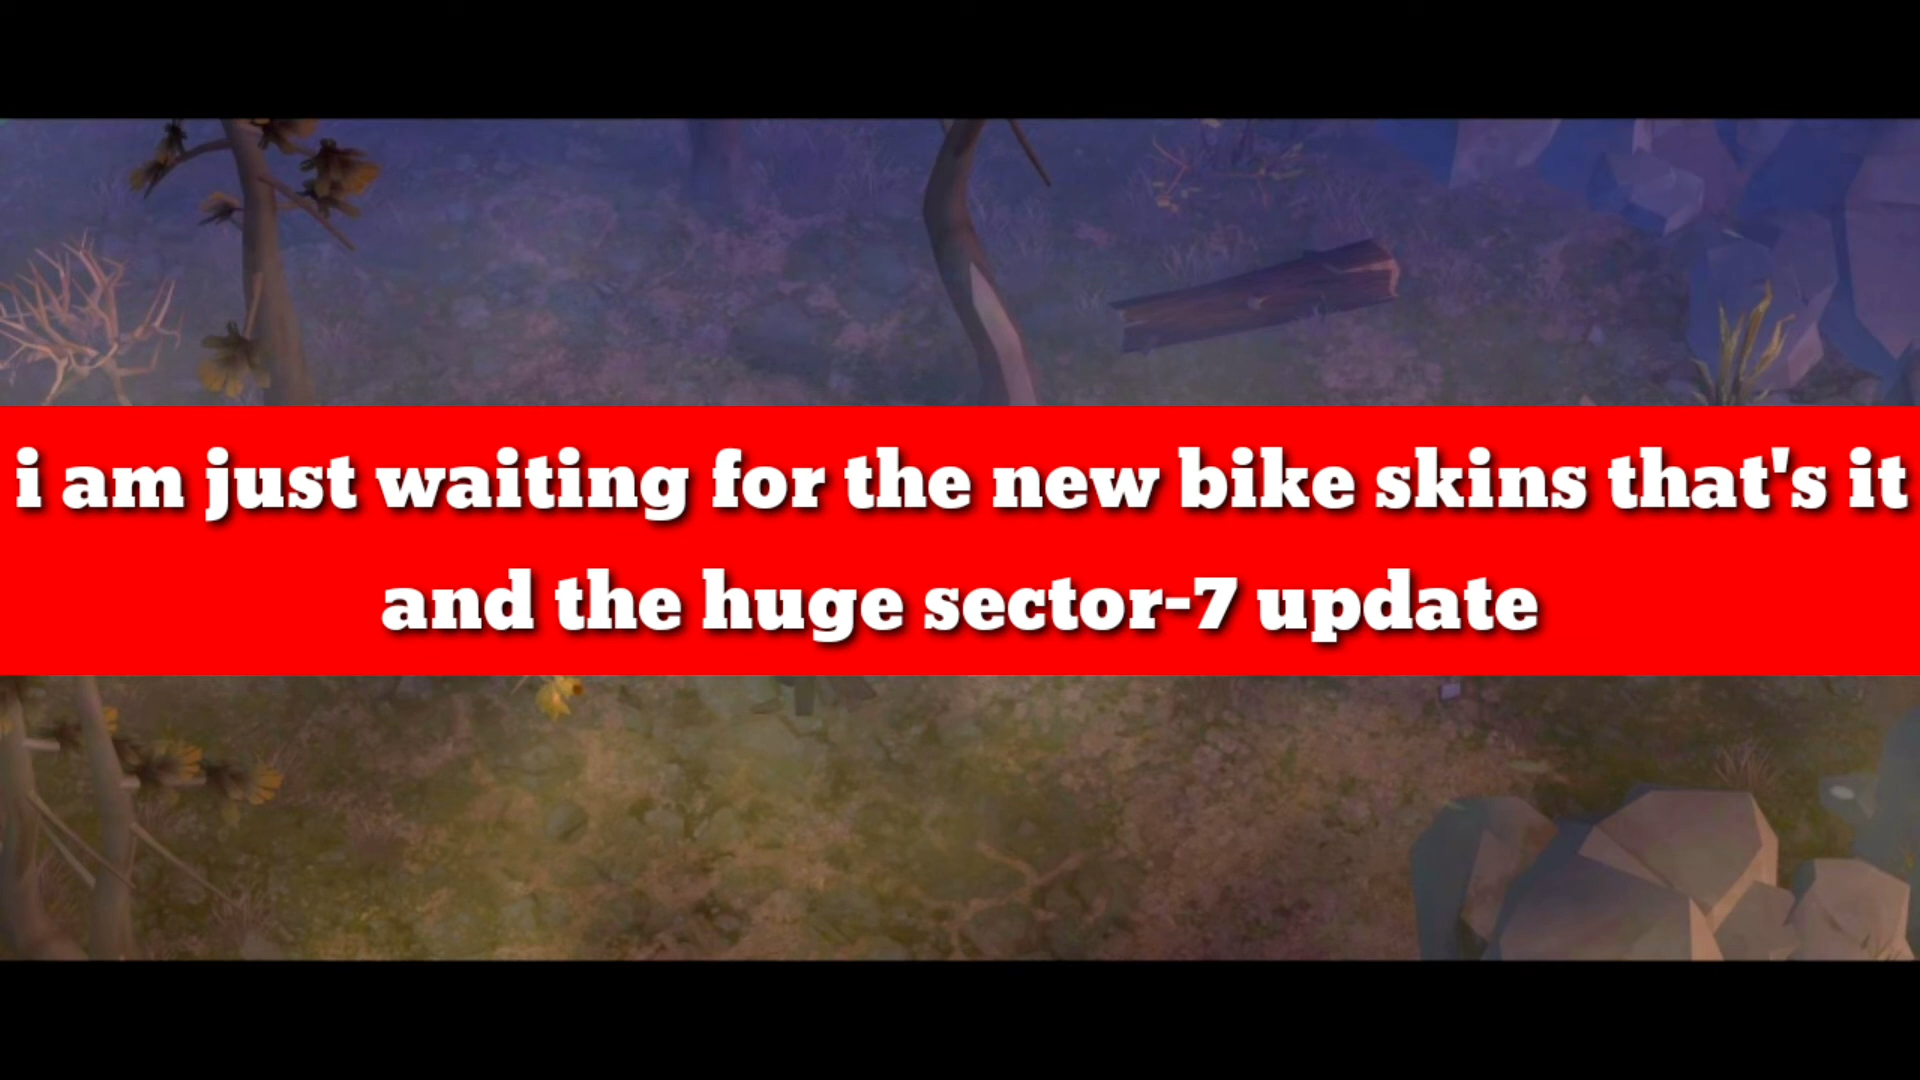 i am just waiting for the new bike skins that's it
and the huge sector-7 update